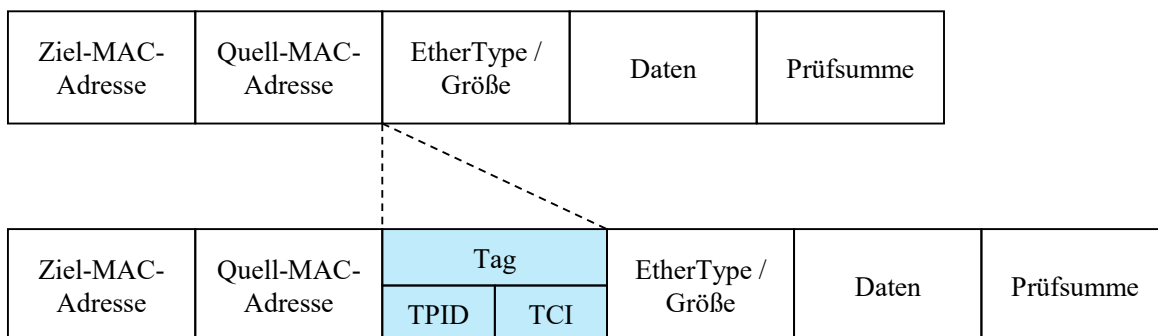 Ziel-MAC-
Adresse
Quell-MAC-
Adresse
EtherType /
Größe
Daten
Prüfsumme
Ziel-MAC-
Adresse
Quell-MAC-
Adresse
Tag
TPID
TCI
EtherType /
Größe
Daten
Prüfsumme